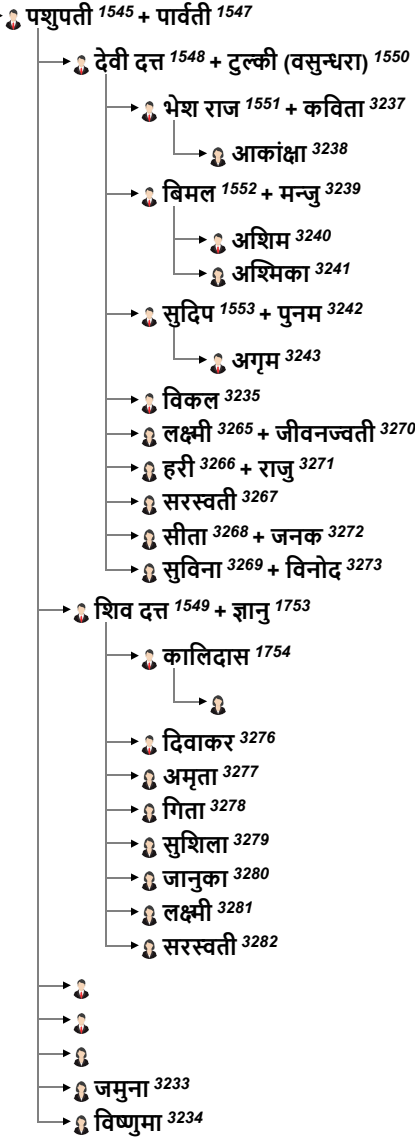 पशुपती 1545 + पार्वती 1547
देवी दत्त 1548 + टुल्की (वसुन्धरा) 1550
भेश राज 1551 + कविता 3237
आकांक्षा 3238
बिमल 1552 + मन्जु 3239
अशिम 3240
अश्मिका 3241
सुदिप 1553 + पुनम 3242
अगृम 3243
विकल 3235
लक्ष्मी 3265 + जीवनज्वती 3270
हरी 3266 + राजु 3271
सरस्वती 3267
सीता 3268 + जनक 3272
सुविना 3269 + विनोद 3273
शिव दत्त 1549 + ज्ञानु 1753
कालिदास 1754
दिवाकर 3276
अमृता 3277
गिता 3278
सुशिला 3279
जानुका 3280
लक्ष्मी 3281
सरस्वती 3282
जमुना 3233
विष्णुमा 3234